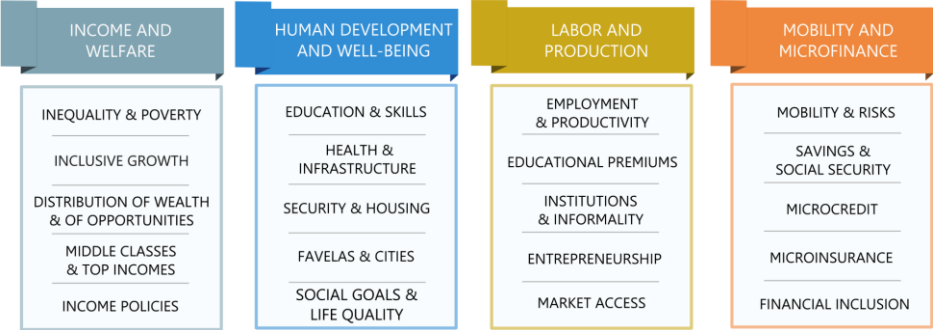 INCOME AND
WELFARE
INEQUALITY & POVERTY
INCLUSIVE GROWTH
DISTRIBUTION OF WEALTH
& OF OPPORTUNITIES
MIDDLE CLASSES
& TOP INCOMES
INCOME POLICIES
HUMAN DEVELOPMENT
AND WELL-BEING
EDUCATION & SKILLS
HEALTH &
INFRASTRUCTURE
SECURITY & HOUSING
FAVELAS & CITIES
SOCIAL GOALS &
LIFE QUALITY
LABOR AND
PRODUCTION
EMPLOYMENT
& PRODUCTIVITY
EDUCATIONAL PREMIUMS
INSTITUTIONS
& INFORMALITY
ENTREPRENEURSHIP
MARKET ACCESS
MOBILITY AND
MICROFINANCE
MOBILITY & RISKS
SAVINGS &
SOCIAL SECURITY
MICROCREDIT
MICROINSURANCE
FINANCIAL INCLUSION